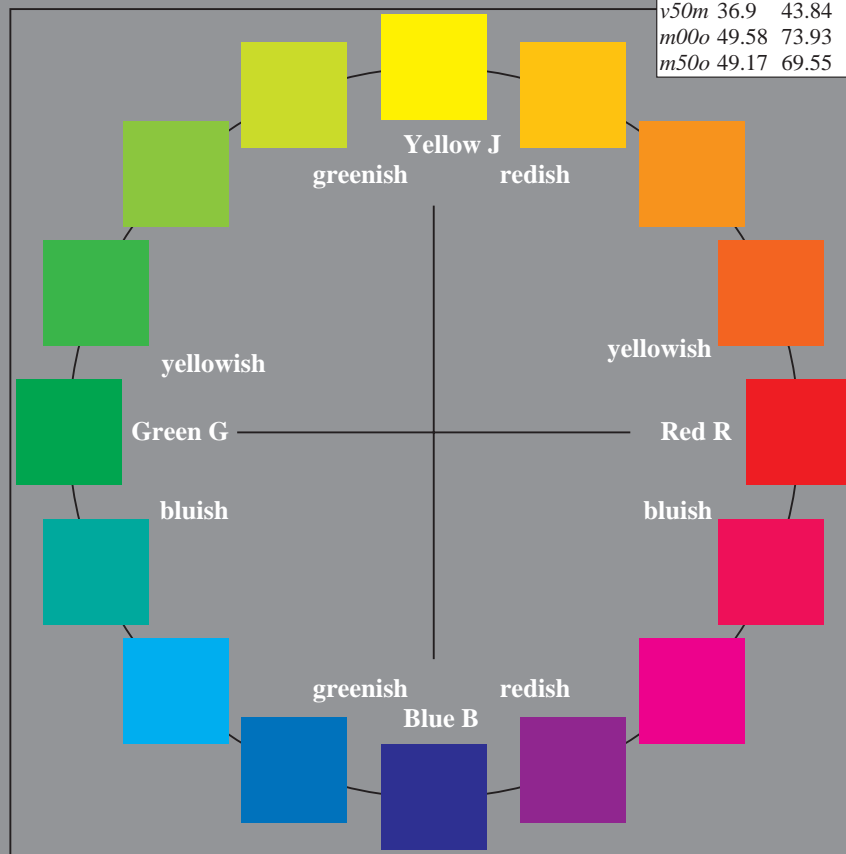 v50m 36.9 43.84
m00o 49.58 73.93
m50o 49.17 69.55
Yellow J
greenish redish
yellowish yellowish
Green G Red R
bluish bluish
greenish redish
Blue B